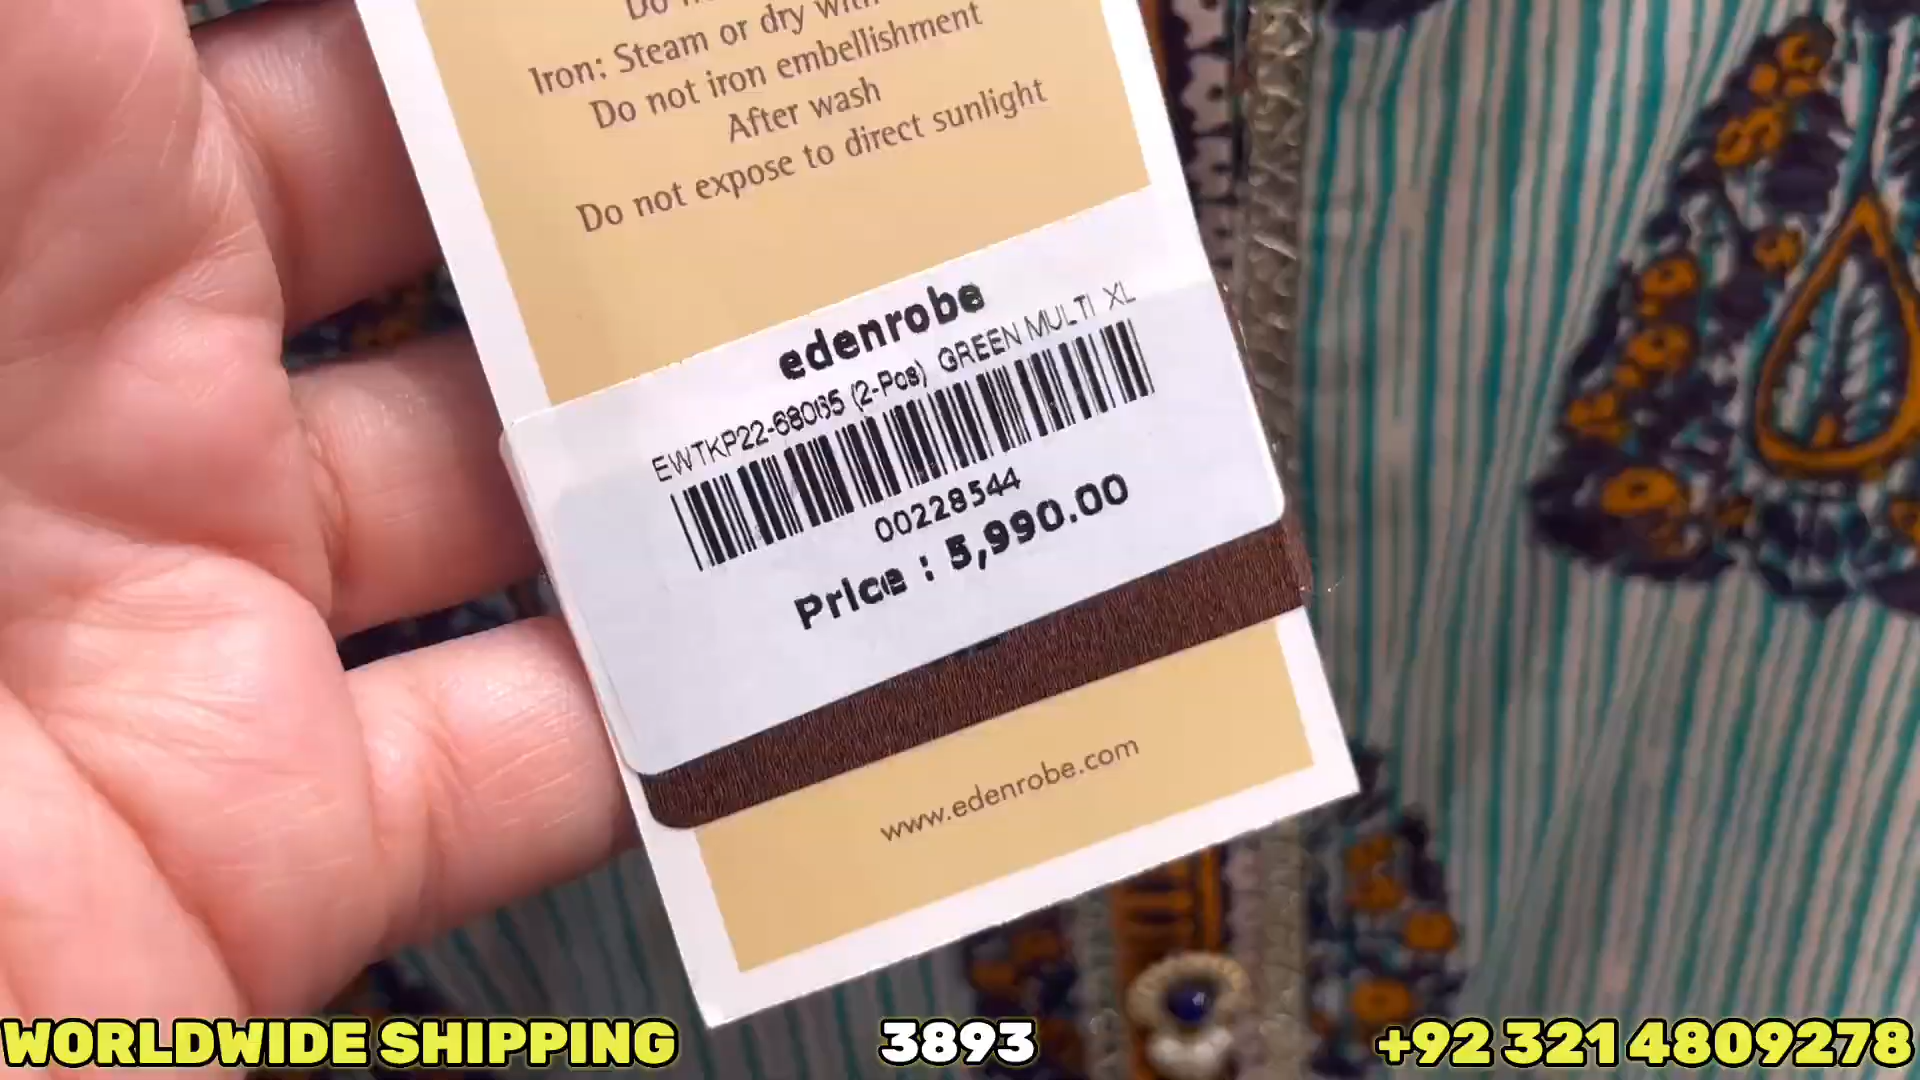 Do
Iron: Steam or dry with
Do not iron embellishment
After wash
Do not expose to direct sunlight
edenrobe
EWTKP22-68065 (2-Pcs) GREEN MULTI XL
00228544
Price : 5,990.00
www.edenrobe.com
WORLDWIDE SHIPPING
3893
+92 321 4809278